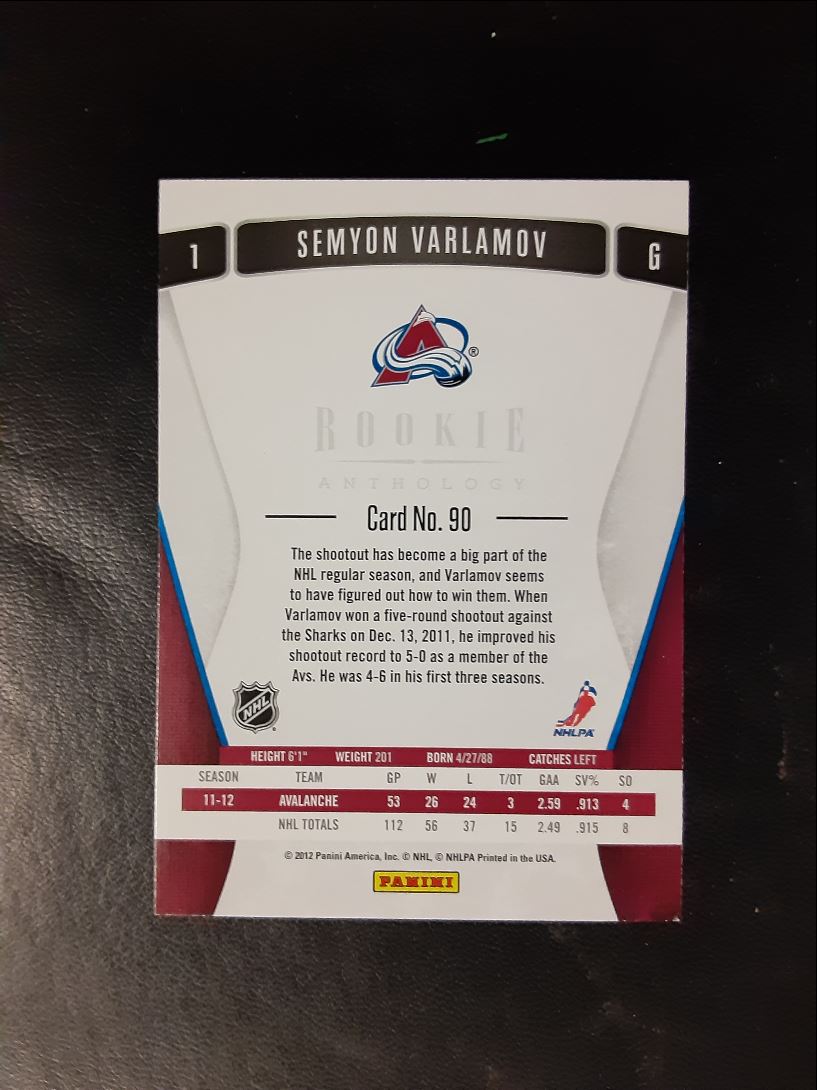 1 SEMYON VARLAMOV G
A ®
ROOKIE
ANTHOLOGY
Card No. 90
The shootout has become a big part of the
NHL regular season, and Varlamov seems
to have figured out how to win them. When
Varlamov won a five-round shootout against
the Sharks on Dec. 13, 2011, he improved his
shootout record to 5-0 as a member of the
Avs. He was 4-6 in his first three seasons.
NHL NHLPA
HEIGHT 6'1" WEIGHT 201 BORN 4/27/88 CATCHES LEFT
SEASON TEAM GP W L T/OT GAA SV% SO
11-12 AVALANCHE 53 26 24 3 2.59 .913 4
NHL TOTALS 112 56 37 15 2.49 .915 8
© 2012 Panini America, Inc. © NHL, © NHLPA Printed in the USA.
PANINI